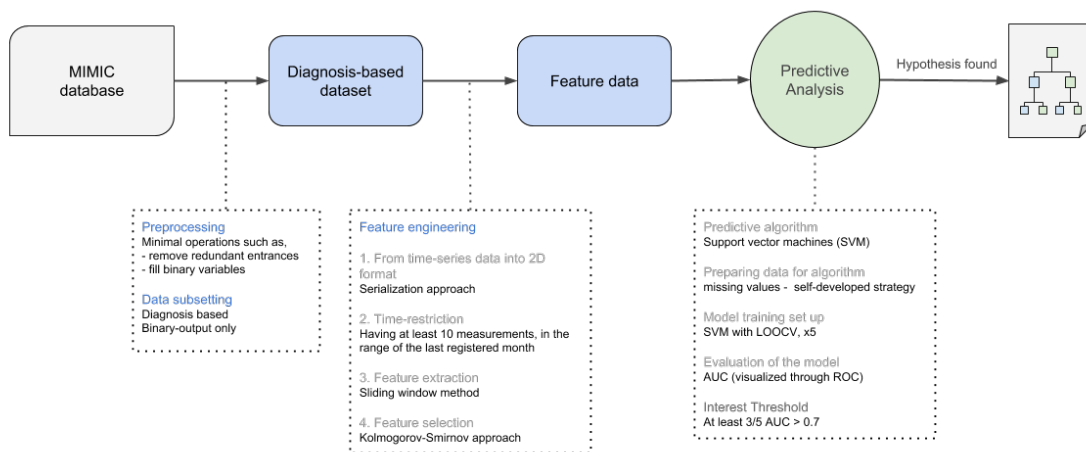 MIMIC
database
Diagnosis-based
dataset
Feature data
Predictive
Analysis
Hypothesis found
Preprocessing
Minimal operations such as,
- remove redundant entrances
- fill binary variables
Data subsetting
Diagnosis based
Binary-output only
Feature engineering
1. From time-series data into 2D
format
Serialization approach
2. Time-restriction
Having at least 10 measurements, in the
range of the last registered month
3. Feature extraction
Sliding window method
4. Feature selection
Kolmogorov-Smirnov approach
Predictive algorithm
Support vector machines (SVM)
Preparing data for algorithm
missing values - self-developed strategy
Model training set up
SVM with LOOCV, x5
Evaluation of the model
AUC (visualized through ROC)
Interest Threshold
At least 3/5 AUC > 0.7